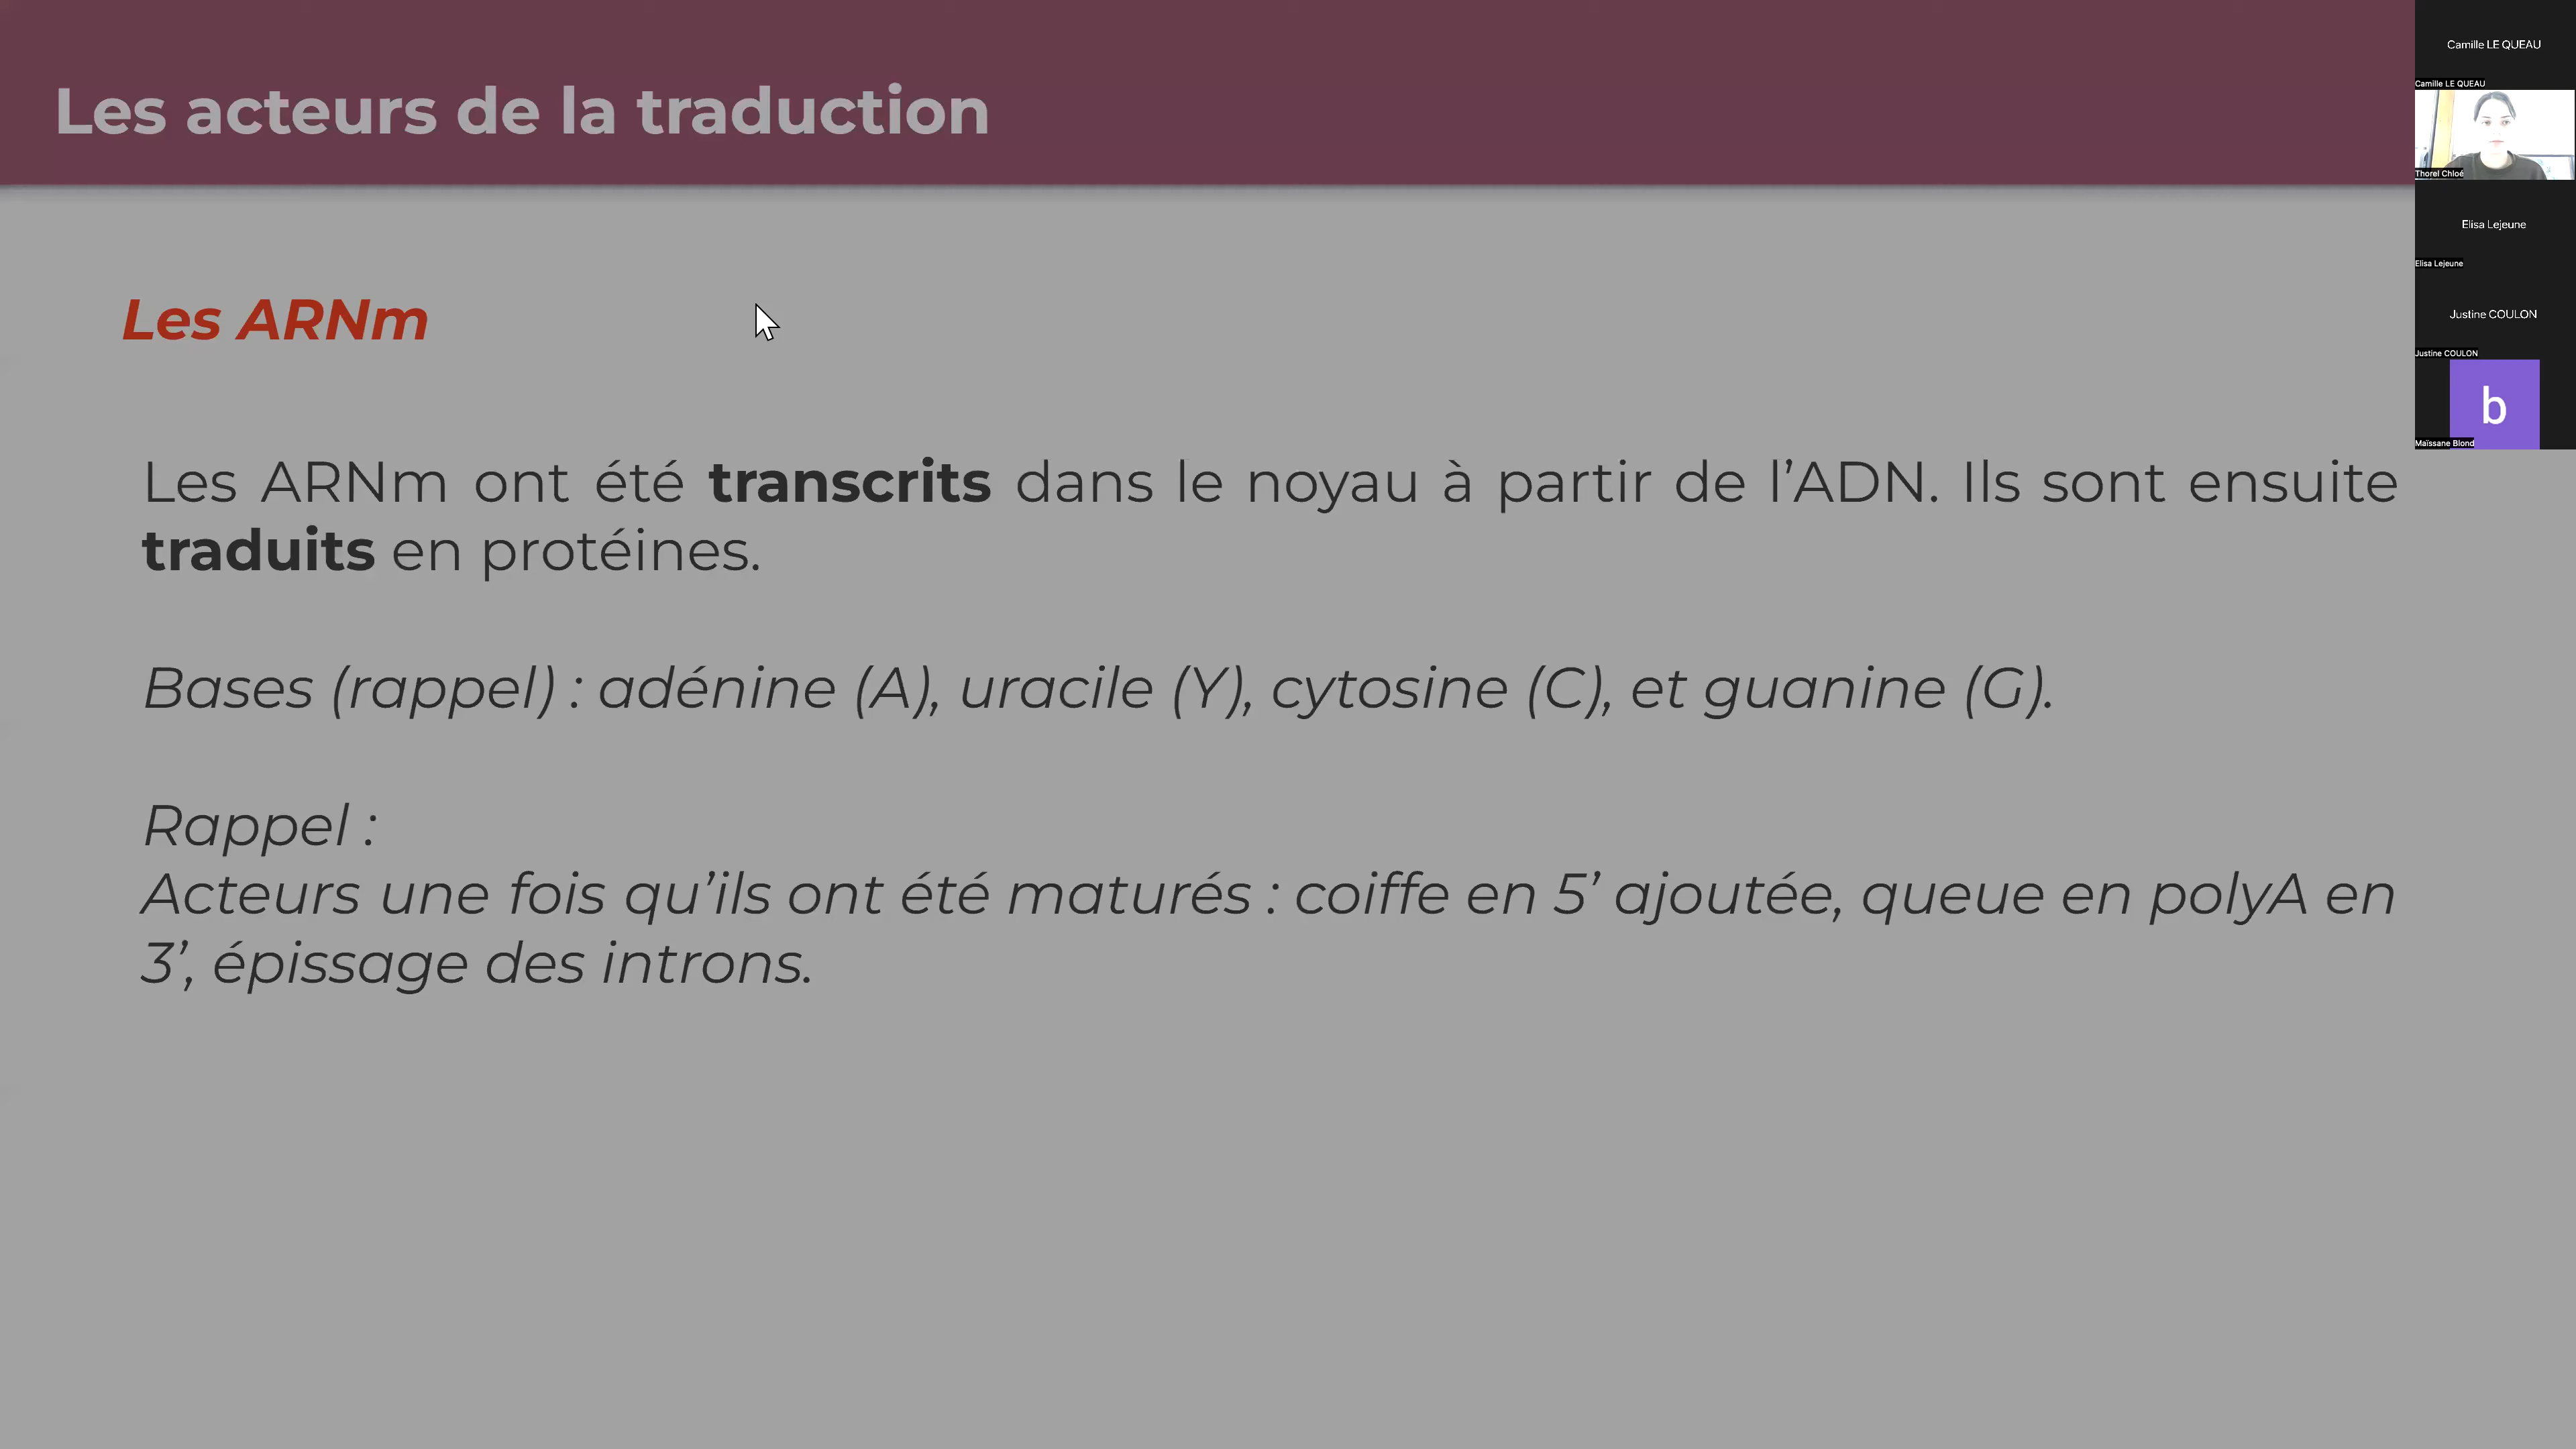 Les acteurs de la traduction
Camille LE QUEAU
Camille LE QUEAU
Thorel Chloé
Elisa Lejeune
Elisa Lejeune
Justine COULON
Justine COULON
b
Maïssane Blond
Les ARNm
Les ARNm ont été transcrits dans le noyau à partir de l’ADN. Ils sont ensuite
traduits en protéines.
Bases (rappel) : adénine (A), uracile (Y), cytosine (C), et guanine (G).
Rappel :
Acteurs une fois qu’ils ont été maturés : coiffe en 5’ ajoutée, queue en polyA en
3’, épissage des introns.